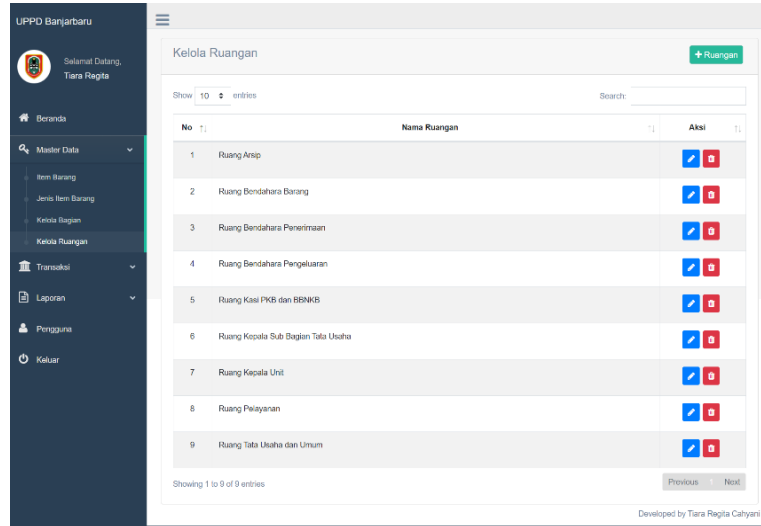 UPPD Banjarbaru
Selamat Datang,
Tiara Regita
Beranda
Master Data
Item Barang
Jenis Item Barang
Kelola Bagian
Kelola Ruangan
Transaksi
Laporan
Pengguna
Keluar
Kelola Ruangan
+ Ruangan
Show 10 entries
Search:
No Nama Ruangan Aksi
1 Ruang Arsip
2 Ruang Bendahara Barang
3 Ruang Bendahara Penerimaan
4 Ruang Bendahara Pengeluaran
5 Ruang Kasi PKB dan BBNKB
6 Ruang Kepala Sub Bagian Tata Usaha
7 Ruang Kepala Unit
8 Ruang Pelayanan
9 Ruang Tata Usaha dan Umum
Showing 1 to 9 of 9 entries
Previous 1 Next
Developed by Tiara Regita Cahyani